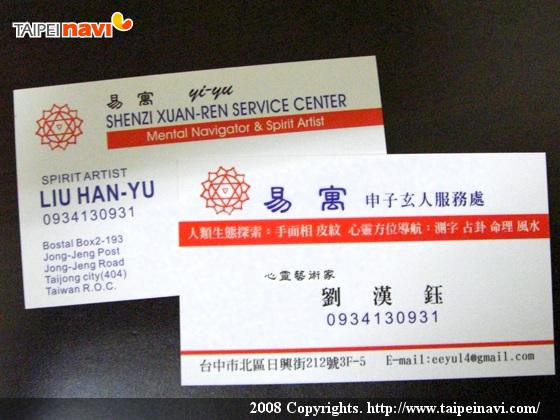 TAIPEInavi
易寓 yi-yu
SHENZI XUAN-REN SERVICE CENTER
Mental Navigator & Spirit Artist
SPIRIT ARTIST
LIU HAN-YU
0934130931
Bostal Box2-193
Jong-Jeng Post
Jong-Jeng Road
Taijong city(404)
Taiwan R.O.C.
易寓 申子玄人服務處
人類生態探索：手面相 皮紋 心靈方位導航：測字 占卦 命理 風水
心靈藝術家
劉漢鈺
0934130931
台中市北區日興街212號3F-5 E-mail:eeyu14@gmail.com
2008 Copyrights. http://www.taipeinavi.com/